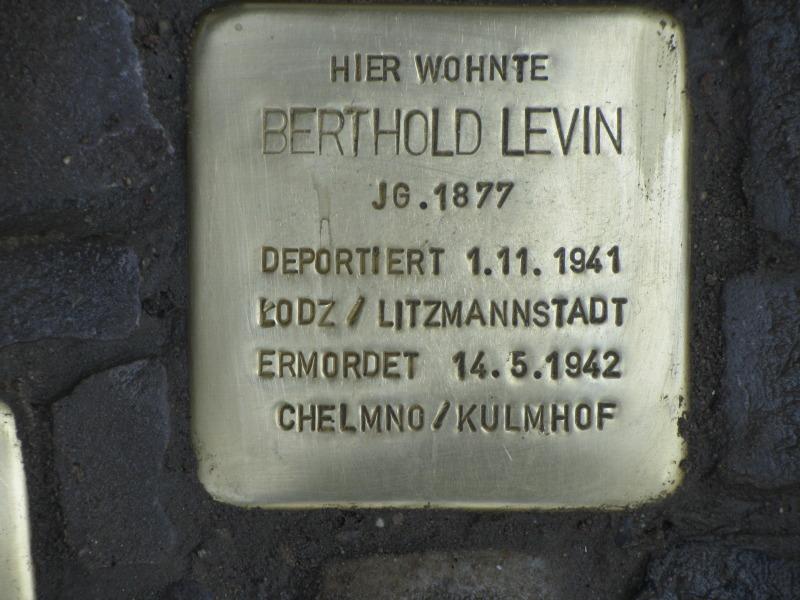 HIER WOHNTE
BERTHOLD LEVIN
JG. 1877
DEPORTIERT 1.11.1941
ŁODZ / LITZMANNSTADT
ERMORDET 14.5.1942
CHELMNO / KULMHOF